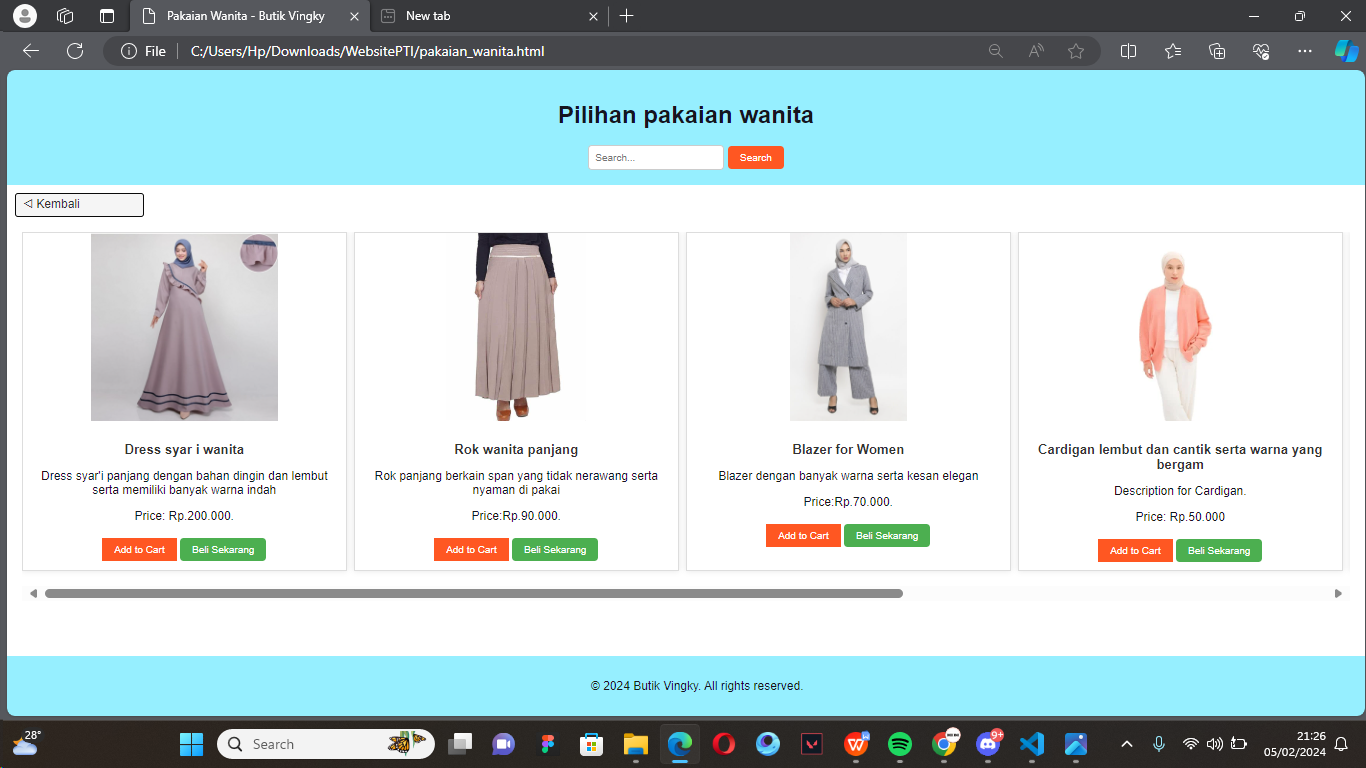 Pakaian Wanita - Butik Vingky
New tab
File
C:/Users/Hp/Downloads/WebsitePTI/pakaian_wanita.html
Pilihan pakaian wanita
Search...
Search
Kembali
Dress syar i wanita
Dress syar'i panjang dengan bahan dingin dan lembut
serta memiliki banyak warna indah
Price: Rp.200.000.
Add to Cart
Beli Sekarang
Rok wanita panjang
Rok panjang berkain span yang tidak nerawang serta
nyaman di pakai
Price:Rp.90.000.
Add to Cart
Beli Sekarang
Blazer for Women
Blazer dengan banyak warna serta kesan elegan
Price:Rp.70.000.
Add to Cart
Beli Sekarang
Cardigan lembut dan cantik serta warna yang
bergam
Description for Cardigan.
Price: Rp.50.000
Add to Cart
Beli Sekarang
© 2024 Butik Vingky. All rights reserved.
28°
Search
9+
21:26
05/02/2024